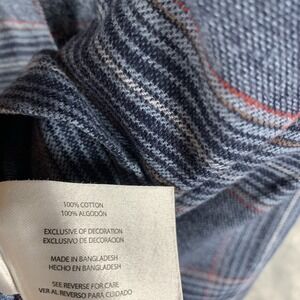 100% COTTON
100% ALGODÓN
EXCLUSIVE OF DECORATION
EXCLUSIVO DE DECORACION
MADE IN BANGLADESH
HECHO EN BANGLADESH
SEE REVERSE FOR CARE
VER AL REVERSO PARA CUIDADO